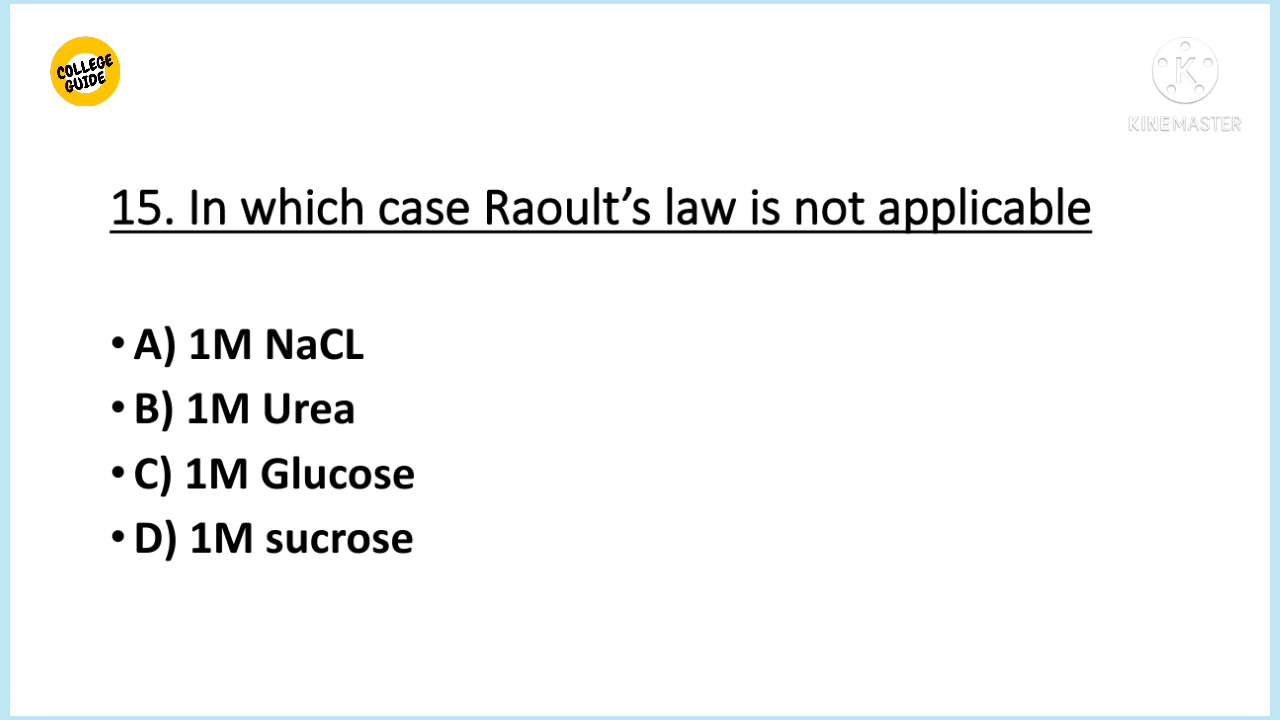 COLLEGE
GUIDE
KINEMASTER
15. In which case Raoult’s law is not applicable
• A) 1M NaCL
• B) 1M Urea
• C) 1M Glucose
• D) 1M sucrose